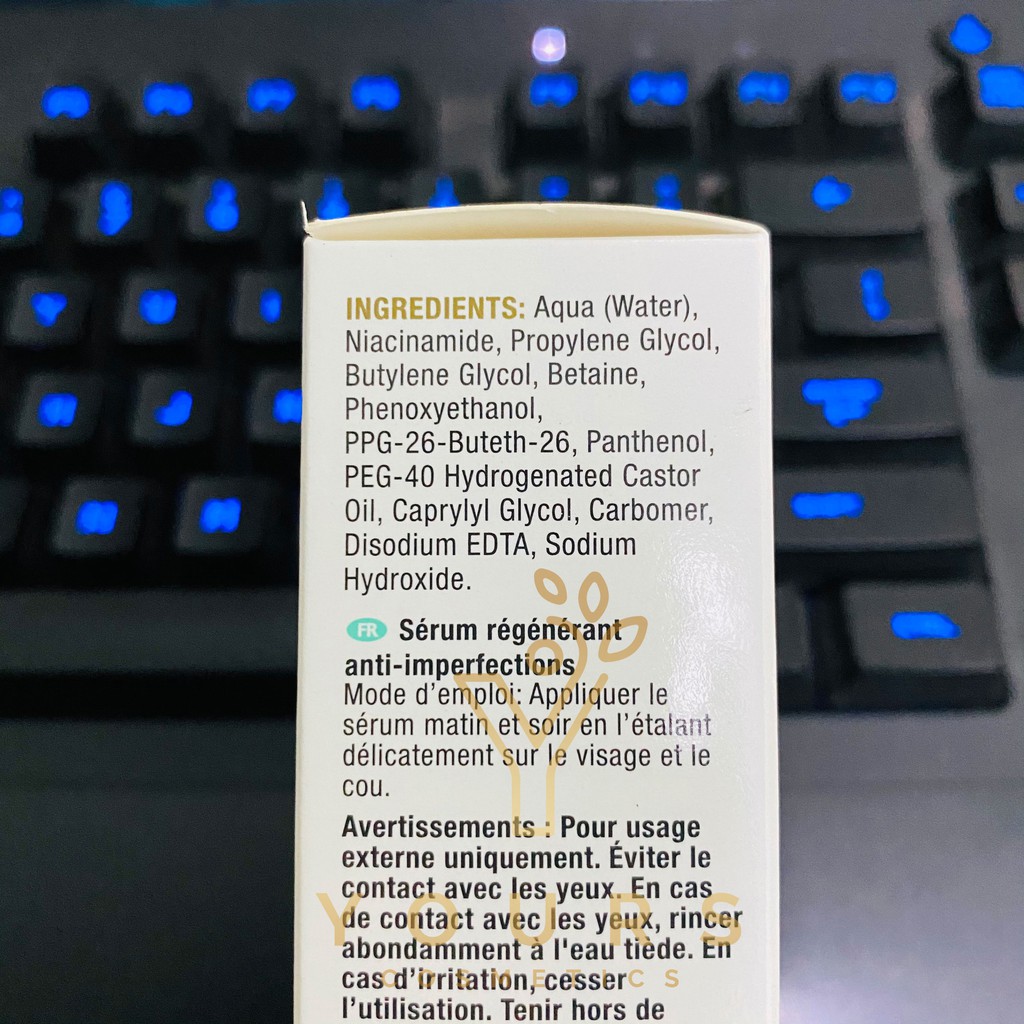 INGREDIENTS: Aqua (Water),
Niacinamide, Propylene Glycol,
Butylene Glycol, Betaine,
Phenoxyethanol,
PPG-26-Buteth-26, Panthenol,
PEG-40 Hydrogenated Castor
Oil, Caprylyl Glycol, Carbomer,
Disodium EDTA, Sodium
Hydroxide.
FR Sérum régénérant
anti-imperfections
Mode d'emploi: Appliquer le
sérum matin et soir en l'étalant
délicatement sur le visage et le
cou.
Avertissements : Pour usage
externe uniquement. Éviter le
contact avec les yeux. En cas
de contact avec les yeux, rincer
abondamment à l'eau tiède. En
cas d'irritation, cesser
l'utilisation. Tenir hors de
YOURS
COSMETICS